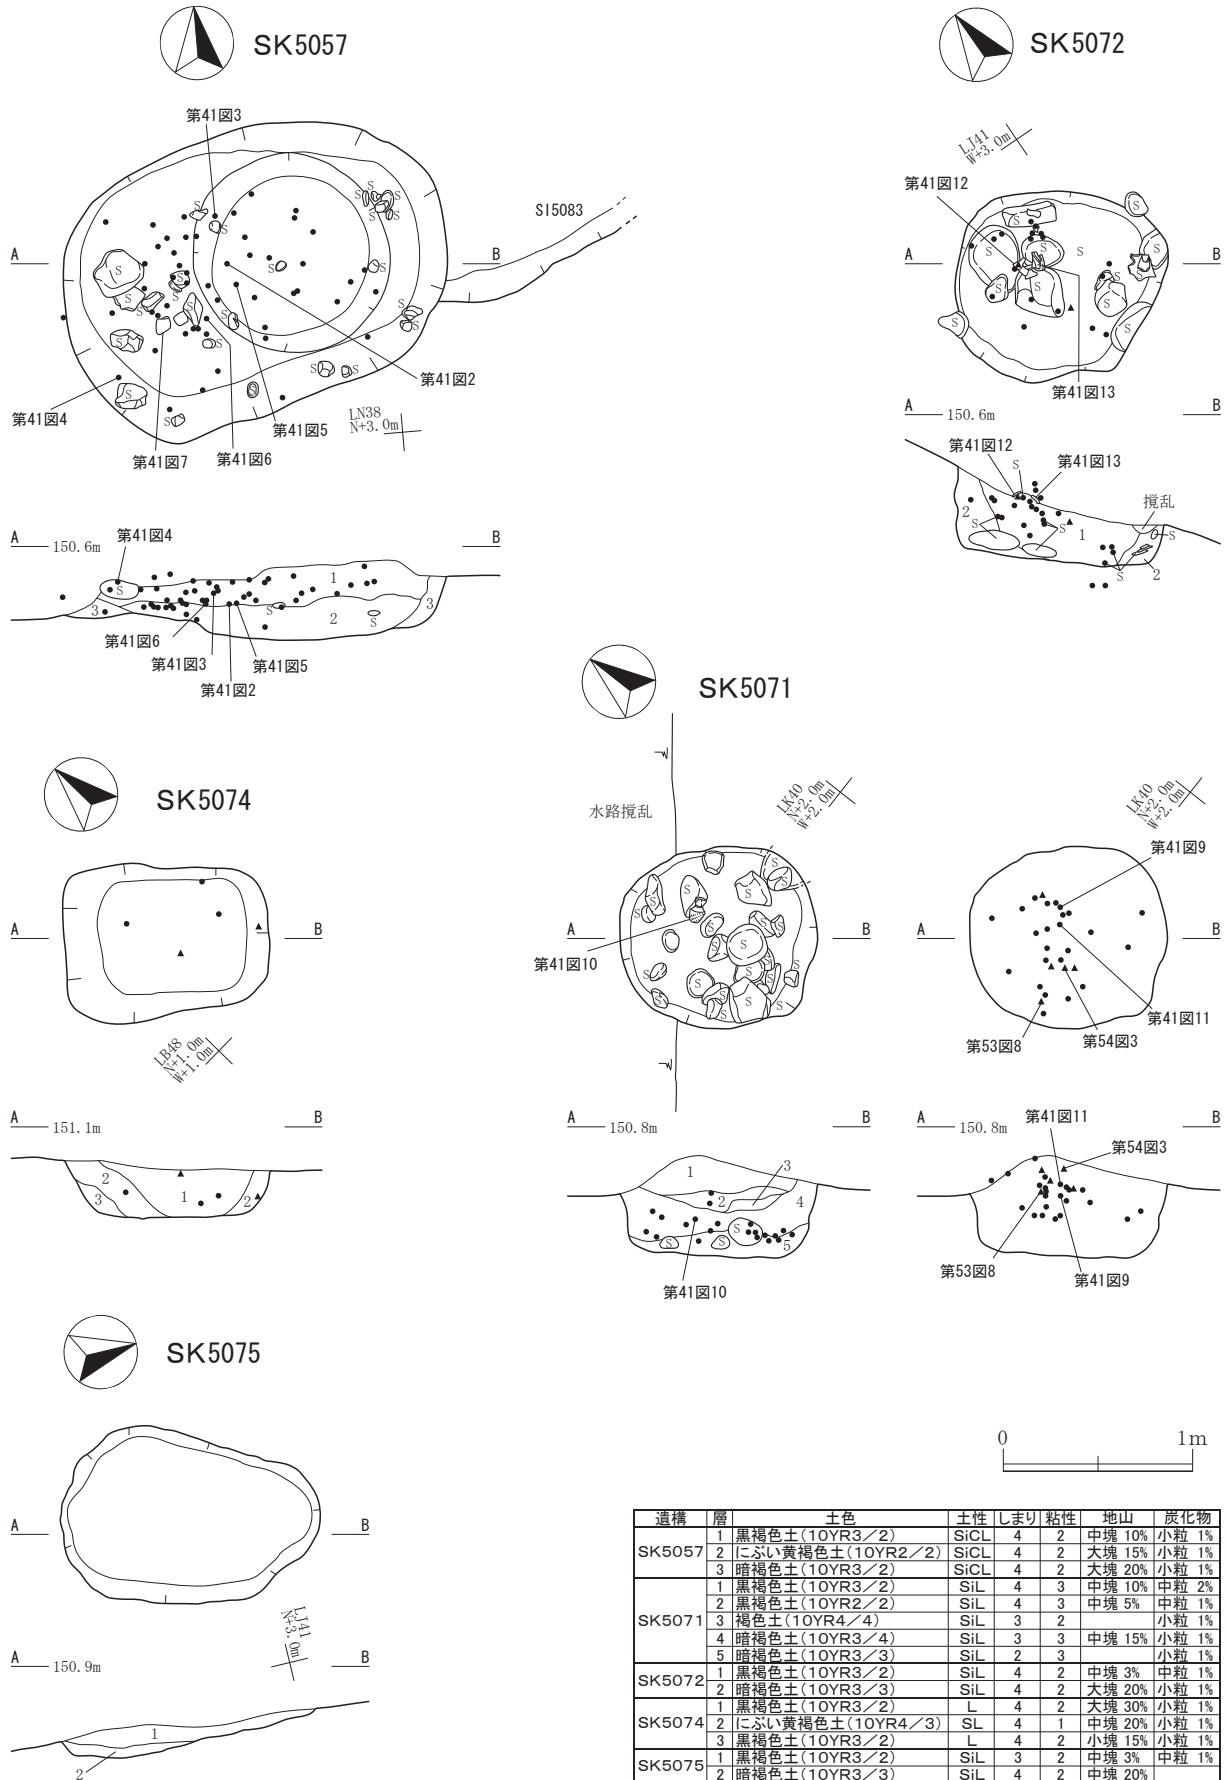 SK5057
第41図3
SI5083
A
B
第41図2
第41図4
第41図5
LN38
N+3.0m
第41図7
第41図6
A
150.6m
B
第41図4
1
2
3
3
S
第41図6
第41図3
第41図5
第41図2
SK5072
LJ41
W+3.0m
第41図12
A
B
S
第41図13
A
150.6m
B
第41図12
S
第41図13
撹乱
2
1
S
2
SK5071
水路撹乱
LK40
N+2.0m
W+2.0m
A
B
S
第41図10
LK40
N+2.0m
W+2.0m
第41図9
A
B
第41図11
第53図8
第54図3
A
150.8m
B
1
3
2
4
S
5
第41図10
A
150.8m
B
第41図11
第54図3
第53図8
第41図9
SK5074
A
B
LB48
N+1.0m
W+1.0m
A
151.1m
B
2
3
1
2
SK5075
A
B
LJ41
N+3.0m
A
150.9m
B
1
2
0 1m
遺構 層 土色 土性 しまり 粘性 地山 炭化物
SK5057 1 黒褐色土(10YR3/2) SiCL 4 2 中塊 10% 小粒 1%
2 にぶい黄褐色土(10YR2/2) SiCL 4 2 大塊 15% 小粒 1%
3 暗褐色土(10YR3/2) SiCL 4 2 大塊 20% 小粒 1%
SK5071 1 黒褐色土(10YR3/2) SiL 4 3 中塊 10% 中粒 2%
2 黒褐色土(10YR2/2) SiL 4 3 中塊 5% 中粒 1%
3 褐色土(10YR4/4) SiL 3 2 小粒 1%
4 暗褐色土(10YR3/4) SiL 3 3 中塊 15% 小粒 1%
5 暗褐色土(10YR3/3) SiL 2 3 小粒 1%
SK5072 1 黒褐色土(10YR3/2) SiL 4 2 中塊 3% 中粒 1%
2 暗褐色土(10YR3/3) SiL 4 2 大塊 20% 小粒 1%
SK5074 1 黒褐色土(10YR3/2) L 4 2 大塊 30% 小粒 1%
2 にぶい黄褐色土(10YR4/3) SL 4 1 中塊 20% 小粒 1%
3 黒褐色土(10YR3/2) L 4 2 小塊 15% 小粒 1%
SK5075 1 黒褐色土(10YR3/2) SiL 3 2 中塊 3% 中粒 1%
2 暗褐色土(10YR3/3) SiL 4 2 中塊 20%